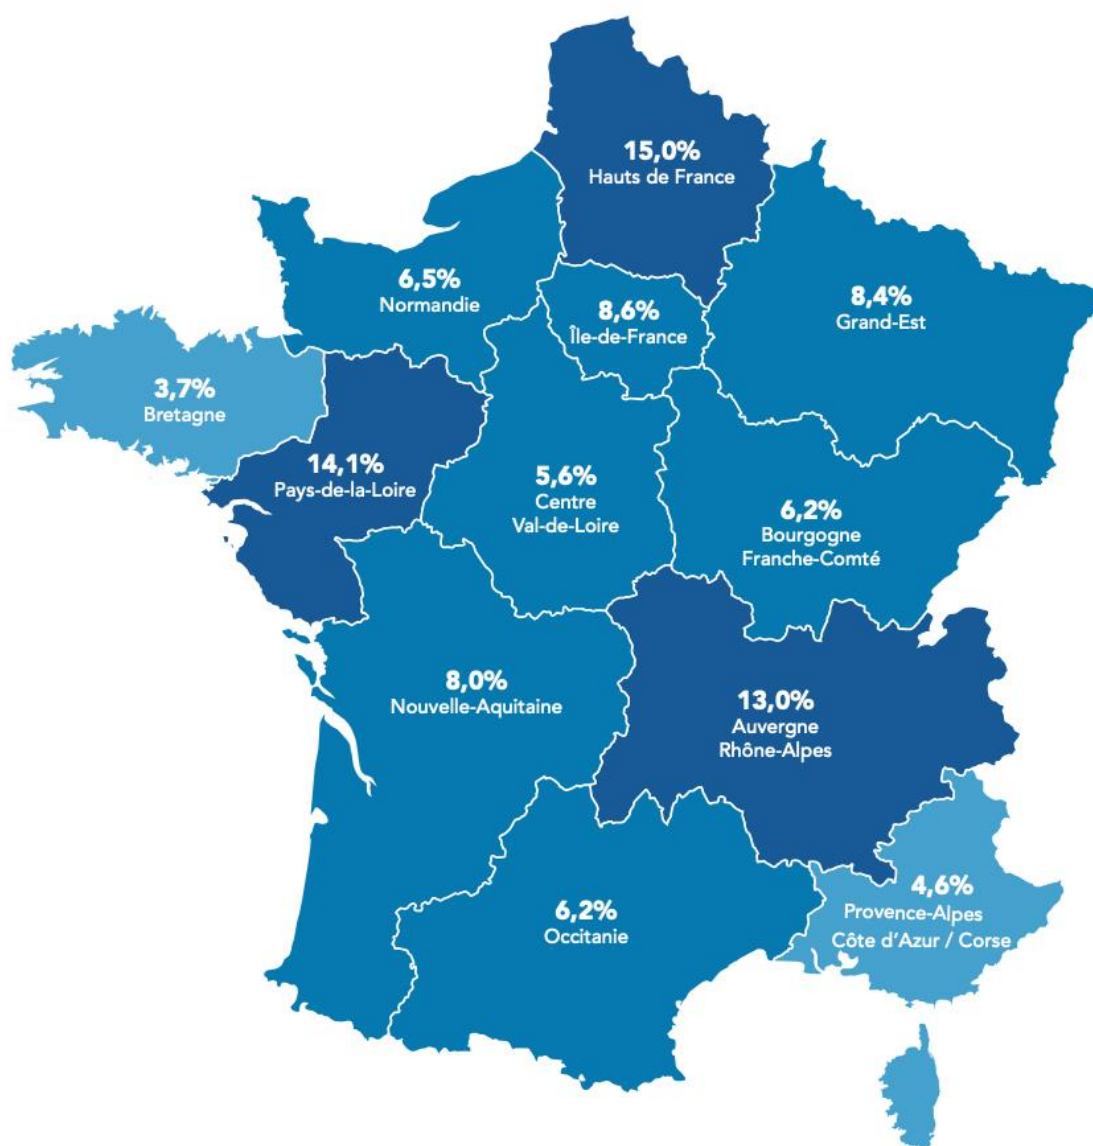 15,0%
Hauts de France
6,5%
Normandie
8,6%
Île-de-France
8,4%
Grand-Est
3,7%
Bretagne
14,1%
Pays-de-la-Loire
5,6%
Centre
Val-de-Loire
6,2%
Bourgogne
Franche-Comté
8,0%
Nouvelle-Aquitaine
13,0%
Auvergne
Rhône-Alpes
6,2%
Occitanie
4,6%
Provence-Alpes
Côte d'Azur / Corse